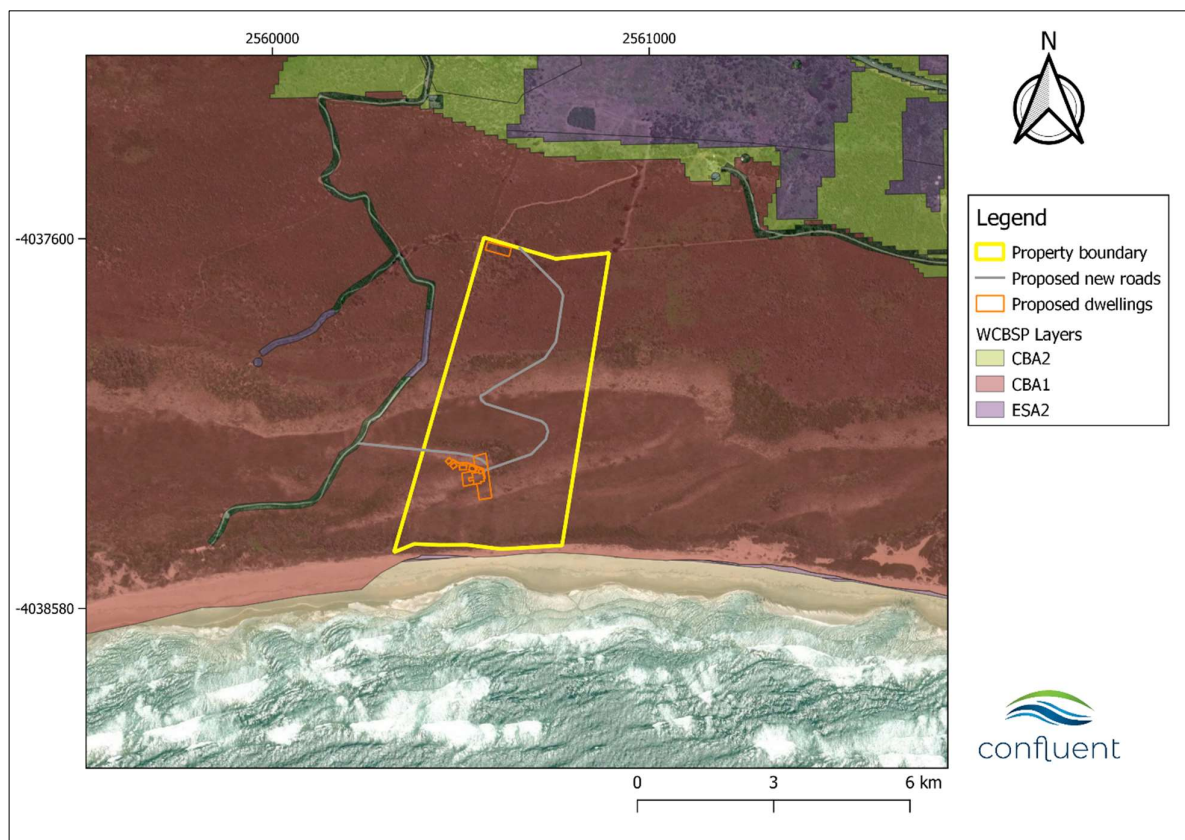 2560000
2561000
N
-4037600
-4038580
Legend
Property boundary
Proposed new roads
Proposed dwellings
WCBSP Layers
CBA2
CBA1
ESA2
confluent
0 3 6 km